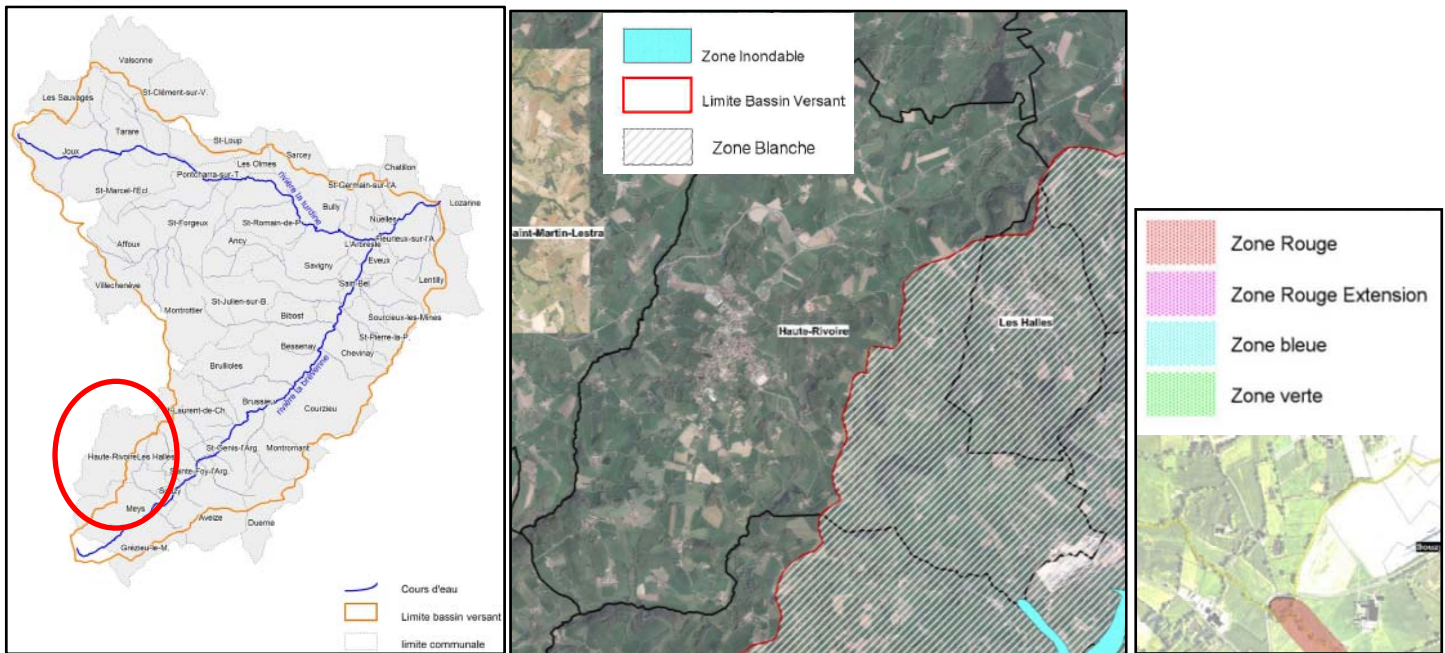 Valsonne
Les Sauvages
St-Clément-sur-V.
Tarare
St-Loup
Joux
Sarcey
Les Olmes
Chatillon
Pontcharra-sur-T.
St-Germain-sur-l'A.
St-Marcel-l'Ecl.
rivière la turdine
Bully
Lozanne
Nuelles
St-Forgeux
St-Romain-de-P.
L'Arbresle
Fleurieux-sur-l'A.
Affoux
Ancy
Eveux
Savigny
Sain-Bel
Lentilly
Villechenève
St-Julien-sur-B.
Montrottier
Bibost
Sourcieux-les-Mines
St-Pierre-la-P.
Bessenay
Chevinay
Brullioles
rivière la brévenne
Brussieu
St-Laurent-de-Ch.
Courzieu
St-Genis-l'Arg.
Montromant
Haute-Rivoire
Les Halles
Sainte-Foy-l'Arg.
Souzy
Meys
Aveize
Duerne
Grézieu-le-M.
Cours d'eau
Limite bassin versant
limite communale
Zone Inondable
Limite Bassin Versant
Zone Blanche
Saint-Martin-Lestra
Haute-Rivoire
Les Halles
Zone Rouge
Zone Rouge Extension
Zone bleue
Zone verte
Souzy